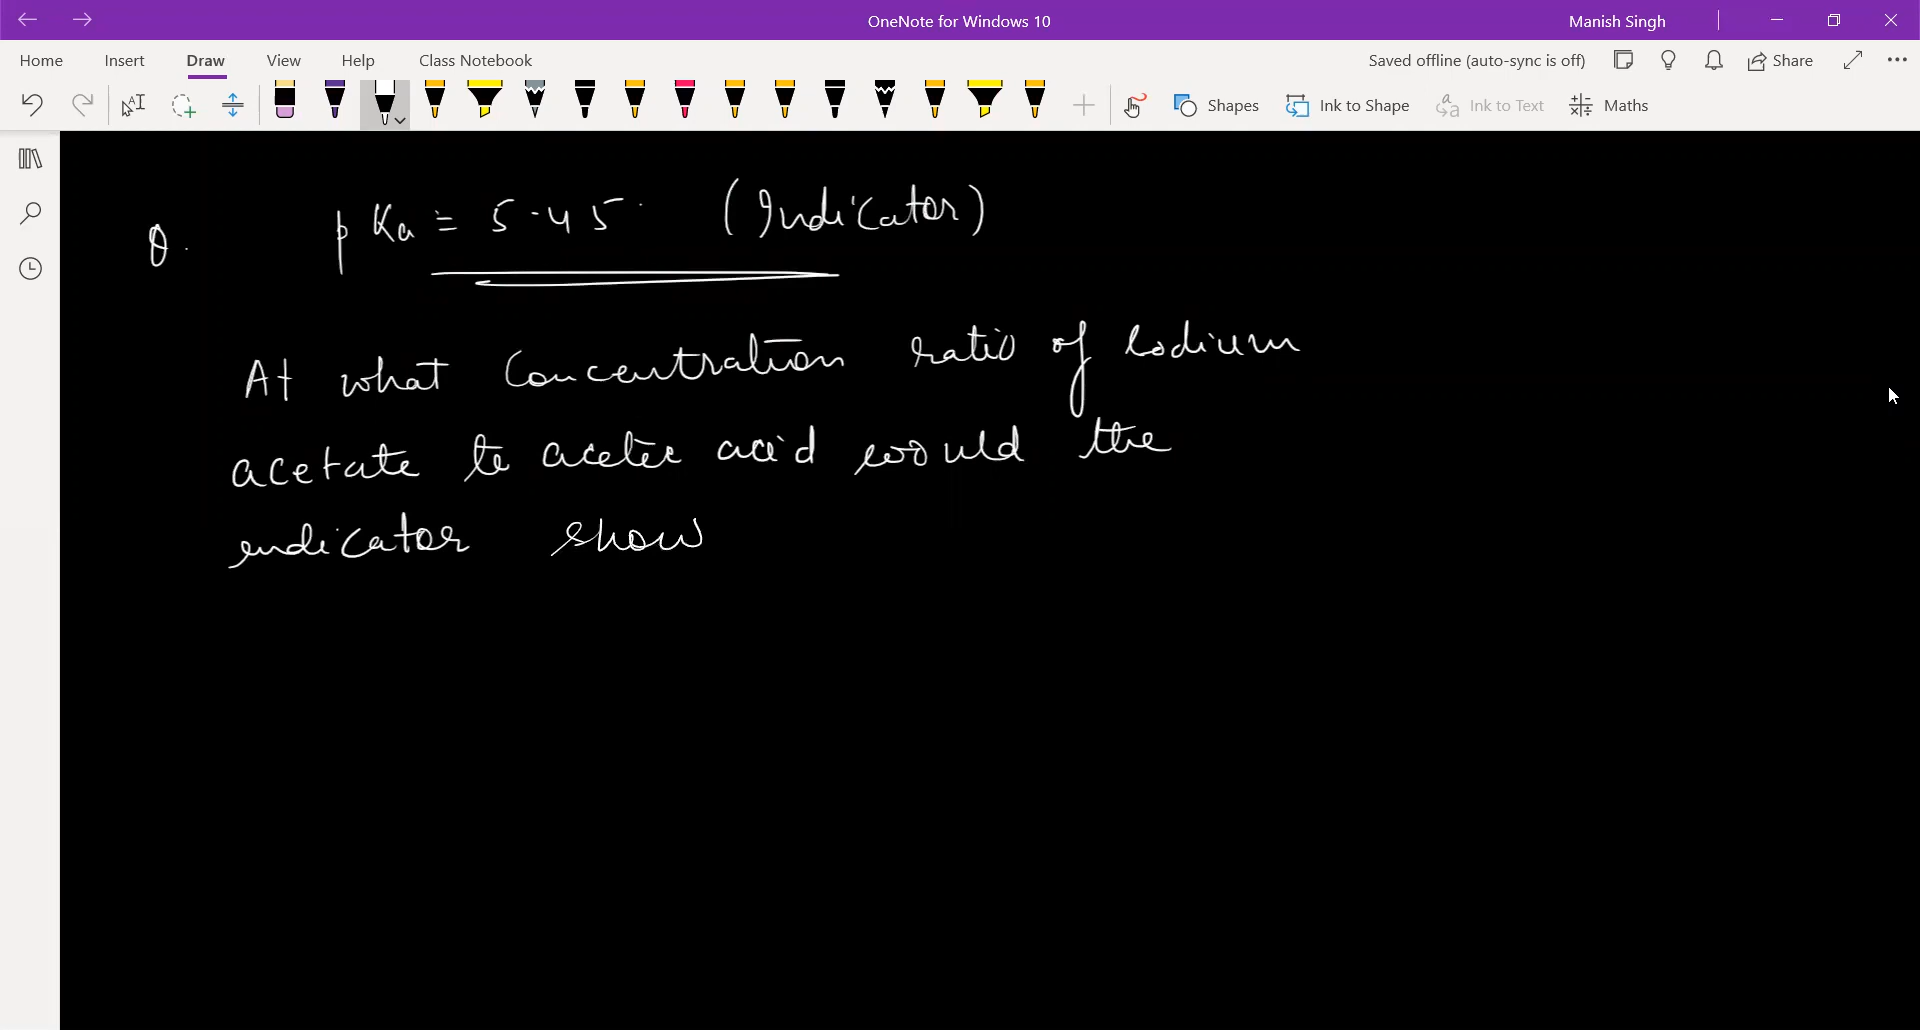 OneNote for Windows 10
Manish Singh
Home Insert Draw View Help Class Notebook
Saved offline (auto-sync is off) Share
Shapes Ink to Shape Ink to Text Maths
Q. pKa = 5.45 (Indicator)
At what Concentration ratio of sodium
acetate to acetic acid would the
indicator show